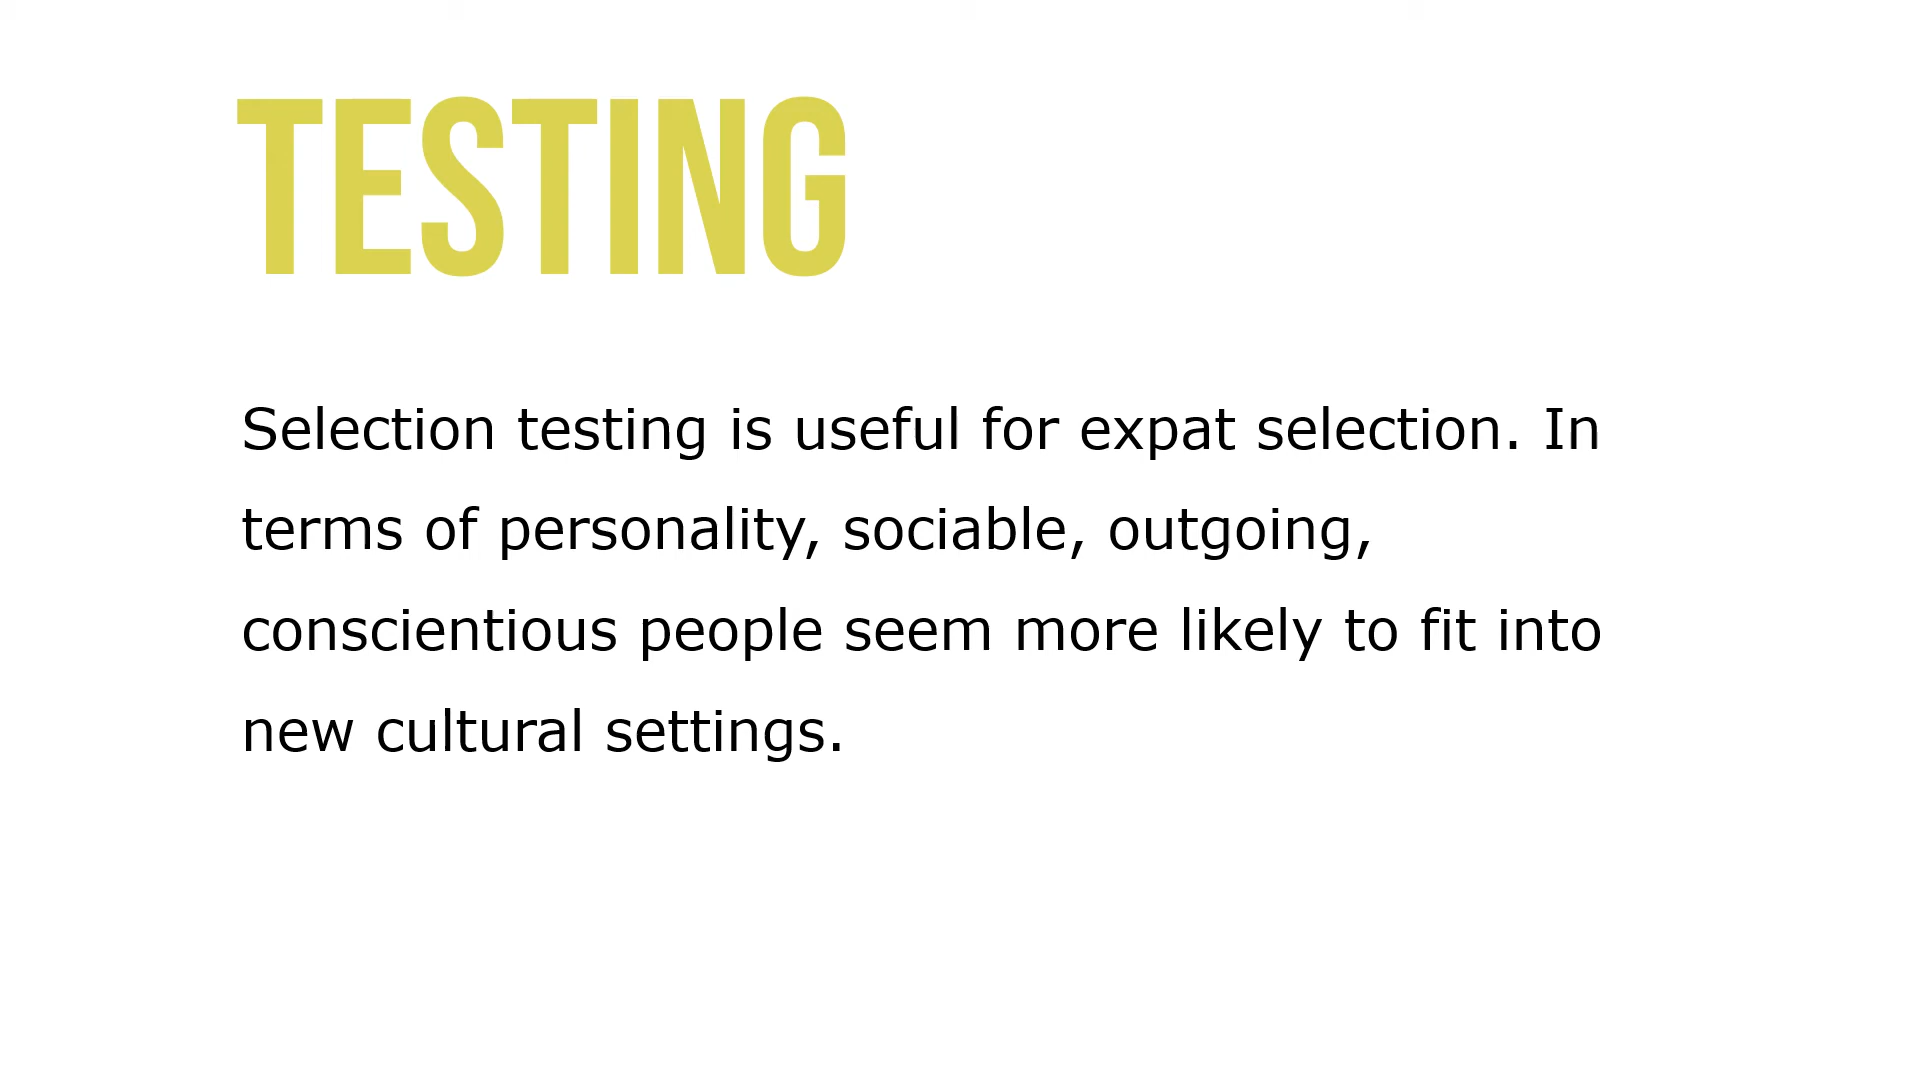 TESTING
Selection testing is useful for expat selection. In
terms of personality, sociable, outgoing,
conscientious people seem more likely to fit into
new cultural settings.